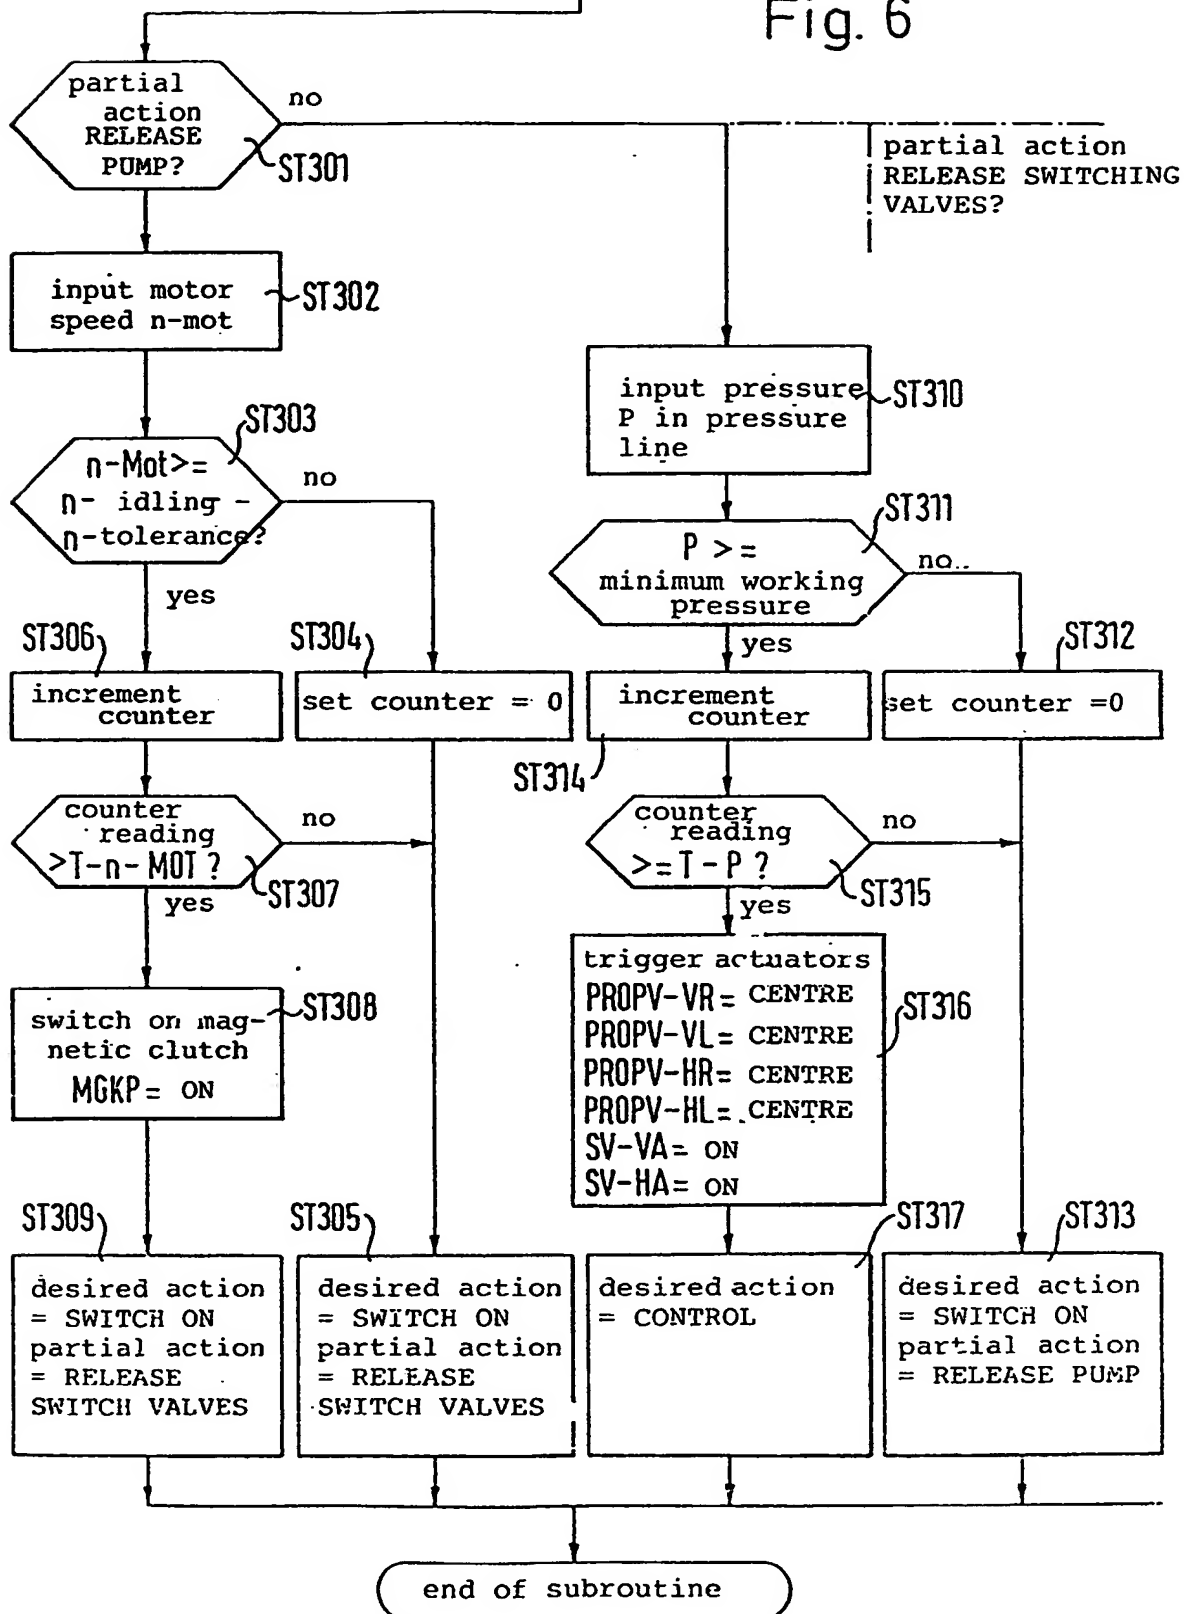 Fig. 6
partial
action
RELEASE
PUMP?
no
ST301
partial action
RELEASE SWITCHING
VALVES?
input motor
speed n-mot
ST302
ST303
n-Mot>=
n- idling -
n-tolerance?
no
yes
ST306
increment
counter
ST304
set counter = 0
counter
reading
>T-n-MOT?
no
ST307
yes
switch on mag-
netic clutch
MGKP= ON
ST308
ST309
desired action
= SWITCH ON
partial action
= RELEASE
SWITCH VALVES
ST305
desired action
= SWITCH ON
partial action
= RELEASE
SWITCH VALVES
input pressure
P in pressure
line
ST310
ST311
P >=
minimum working
pressure
no
yes
increment
counter
ST314
ST312
set counter =0
counter
reading
>=T-P?
no
ST315
yes
trigger actuators
PROPV-VR= CENTRE
PROPV-VL= CENTRE
PROPV-HR= CENTRE
PROPV-HL= CENTRE
SV-VA= ON
SV-HA= ON
ST316
ST317
desired action
= CONTROL
ST313
desired action
= SWITCH ON
partial action
= RELEASE PUMP
end of subroutine